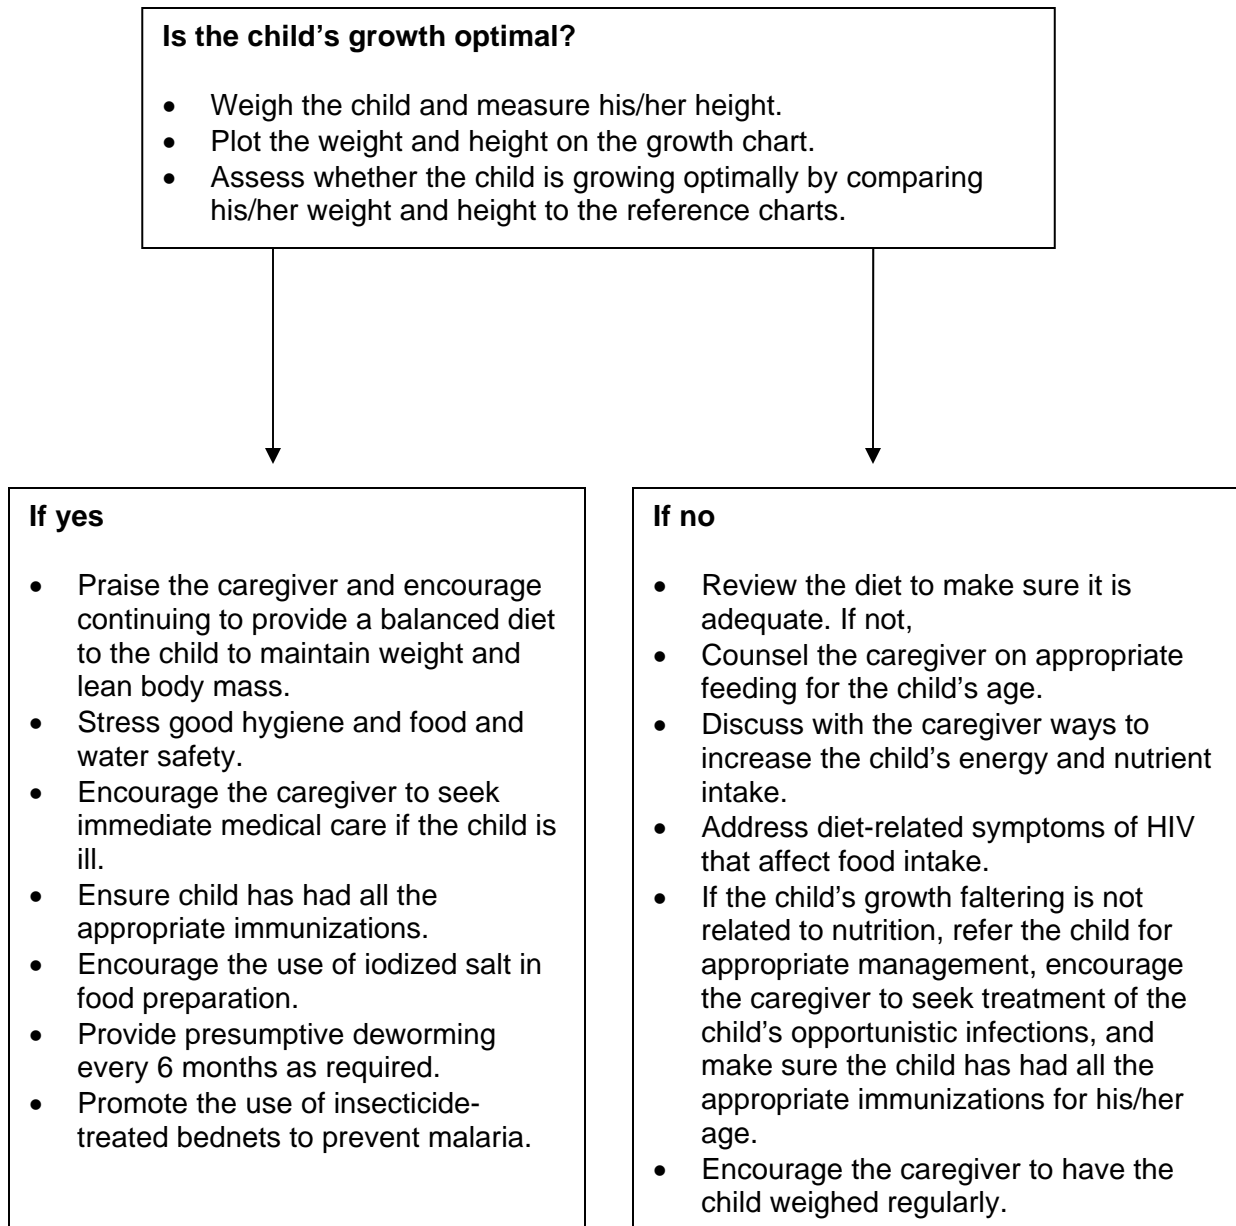 Is the child’s growth optimal?
• Weigh the child and measure his/her height.
• Plot the weight and height on the growth chart.
• Assess whether the child is growing optimally by comparing
his/her weight and height to the reference charts.
If yes
• Praise the caregiver and encourage
continuing to provide a balanced diet
to the child to maintain weight and
lean body mass.
• Stress good hygiene and food and
water safety.
• Encourage the caregiver to seek
immediate medical care if the child is
ill.
• Ensure child has had all the
appropriate immunizations.
• Encourage the use of iodized salt in
food preparation.
• Provide presumptive deworming
every 6 months as required.
• Promote the use of insecticide-
treated bednets to prevent malaria.
If no
• Review the diet to make sure it is
adequate. If not,
• Counsel the caregiver on appropriate
feeding for the child’s age.
• Discuss with the caregiver ways to
increase the child’s energy and nutrient
intake.
• Address diet-related symptoms of HIV
that affect food intake.
• If the child’s growth faltering is not
related to nutrition, refer the child for
appropriate management, encourage
the caregiver to seek treatment of the
child’s opportunistic infections, and
make sure the child has had all the
appropriate immunizations for his/her
age.
• Encourage the caregiver to have the
child weighed regularly.